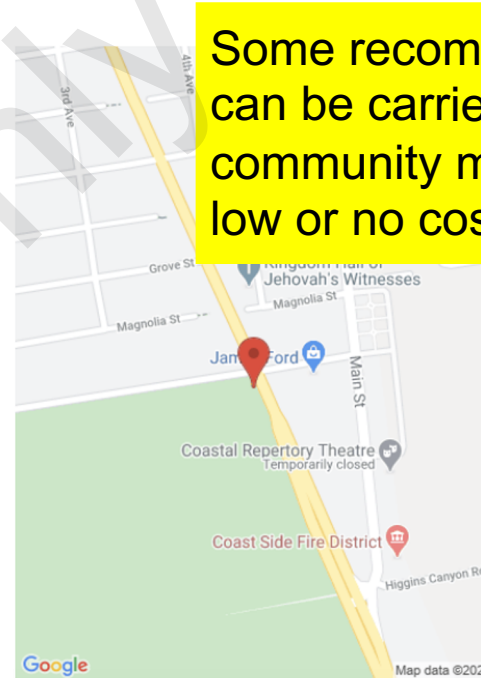 Some recom
can be carrie
community m
low or no cos
4th Ave
3rd Ave
Grove St
Kingdom Hall of
Jehovah's Witnesses
Magnolia St
Magnolia St
Ford
Main St
Coastal Repertory Theatre
Temporarily closed
Coast Side Fire District
Higgins Canyon R
Google
Map data ©202